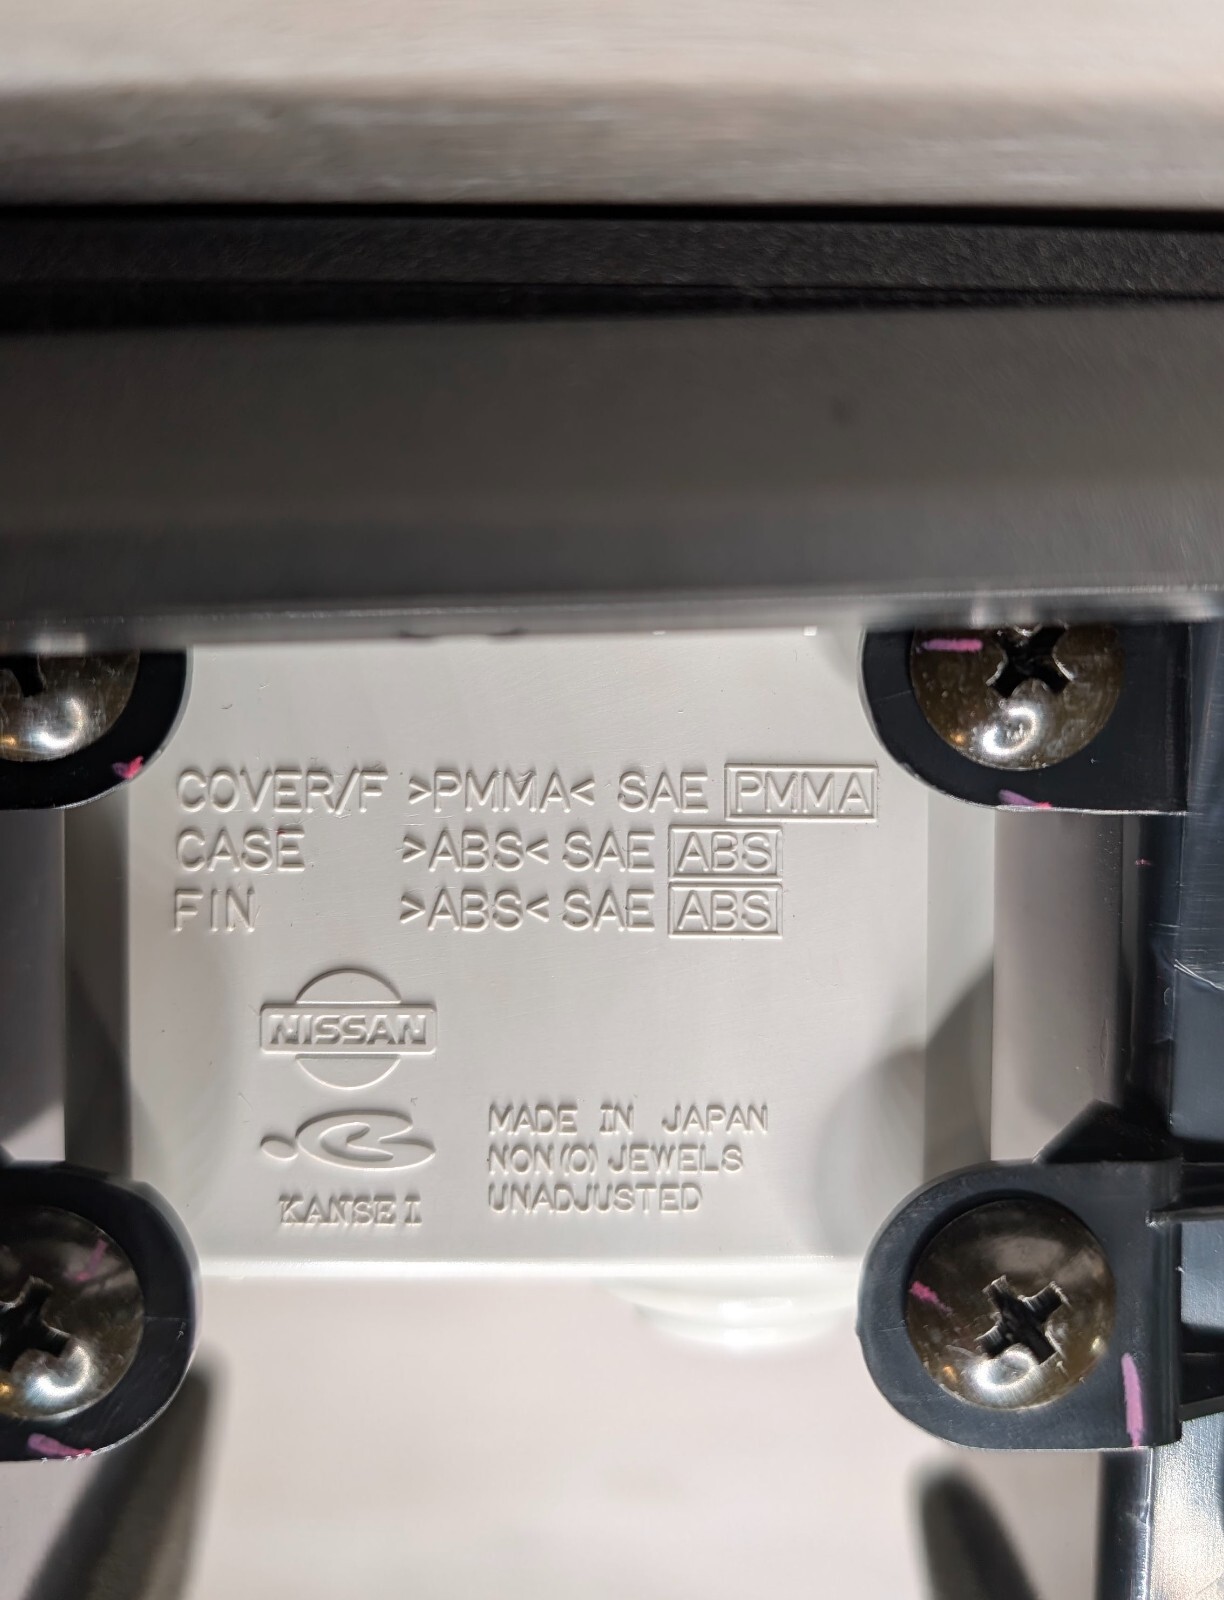 COVER/F >PMMA< SAE PMMA
CASE >ABS< SAE ABS
FIN >ABS< SAE ABS
NISSAN
KANSEI
MADE IN JAPAN
NON(0) JEWELS
UNADJUSTED